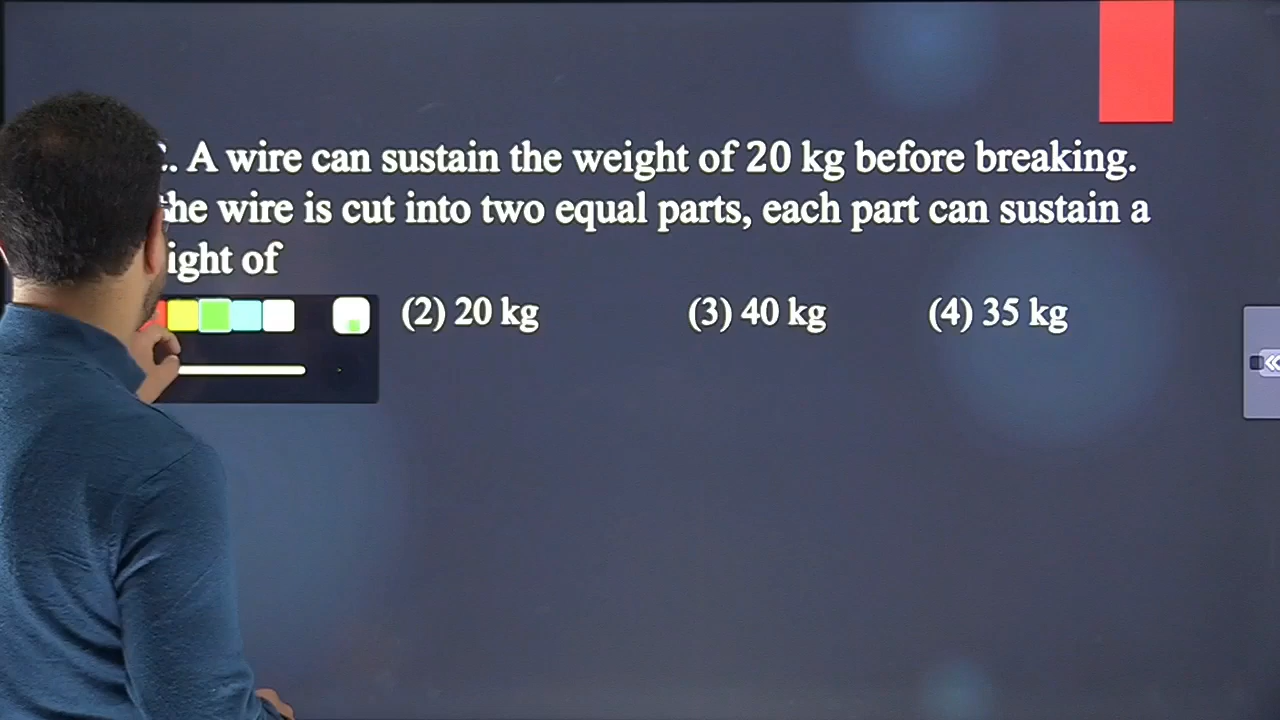 . A wire can sustain the weight of 20 kg before breaking.
the wire is cut into two equal parts, each part can sustain a
ight of
(2) 20 kg (3) 40 kg (4) 35 kg